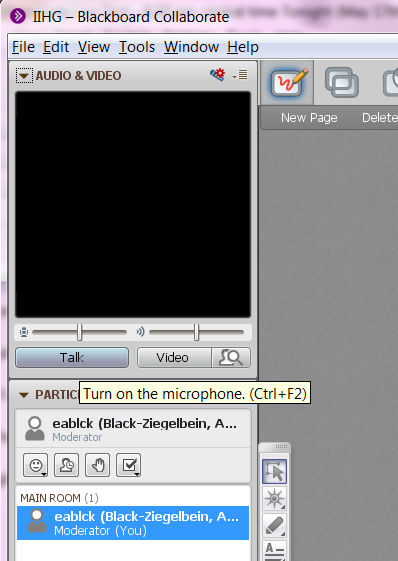 IIHG – Blackboard Collaborate
File Edit View Tools Window Help
AUDIO & VIDEO
New Page Delete
Talk Video
Turn on the microphone. (Ctrl+F2)
PARTIC
eablck (Black-Ziegelbein, A...
Moderator
MAIN ROOM (1)
eablck (Black-Ziegelbein, A...
Moderator (You)
A